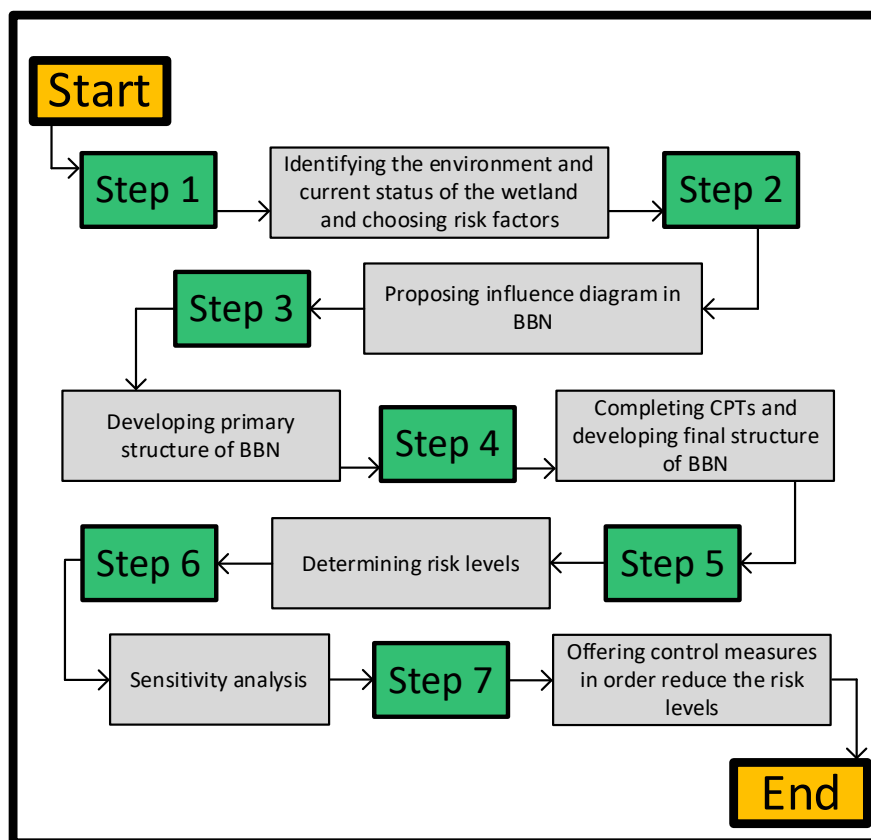 Start
Step 1
Identifying the environment and
current status of the wetland
and choosing risk factors
Step 2
Proposing influence diagram in
BBN
Step 3
Developing primary
structure of BBN
Step 4
Completing CPTs and
developing final structure
of BBN
Step 5
Determining risk levels
Step 6
Sensitivity analysis
Step 7
Offering control measures
in order reduce the risk
levels
End